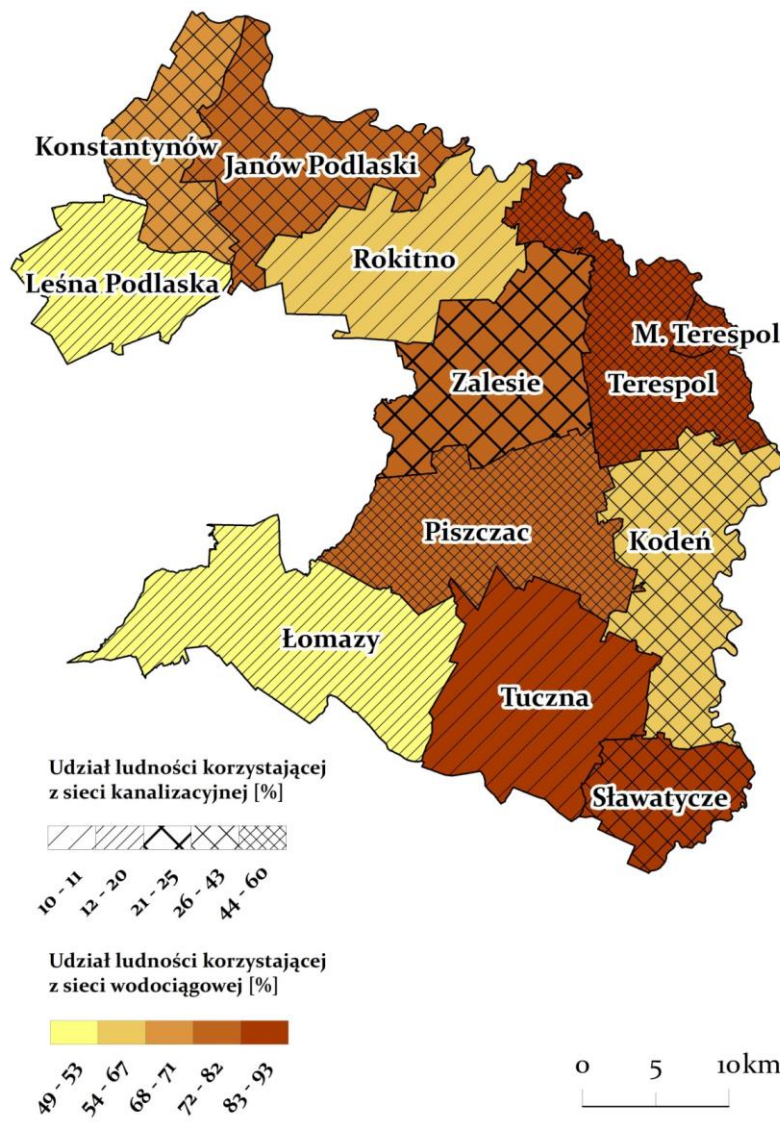 Konstantynów
Janów Podlaski
Rokitno
Leśna Podlaska
M. Terespol
Terespol
Zalesie
Piszczac
Kodeń
Łomazy
Tuczna
Sławatycze
Udział ludności korzystającej
z sieci kanalizacyjnej [%]
10 - 11
12 - 20
21 - 25
26 - 43
44 - 60
Udział ludności korzystającej
z sieci wodociągowej [%]
49 - 53
54 - 67
68 - 71
72 - 82
83 - 93
0 5 10 km